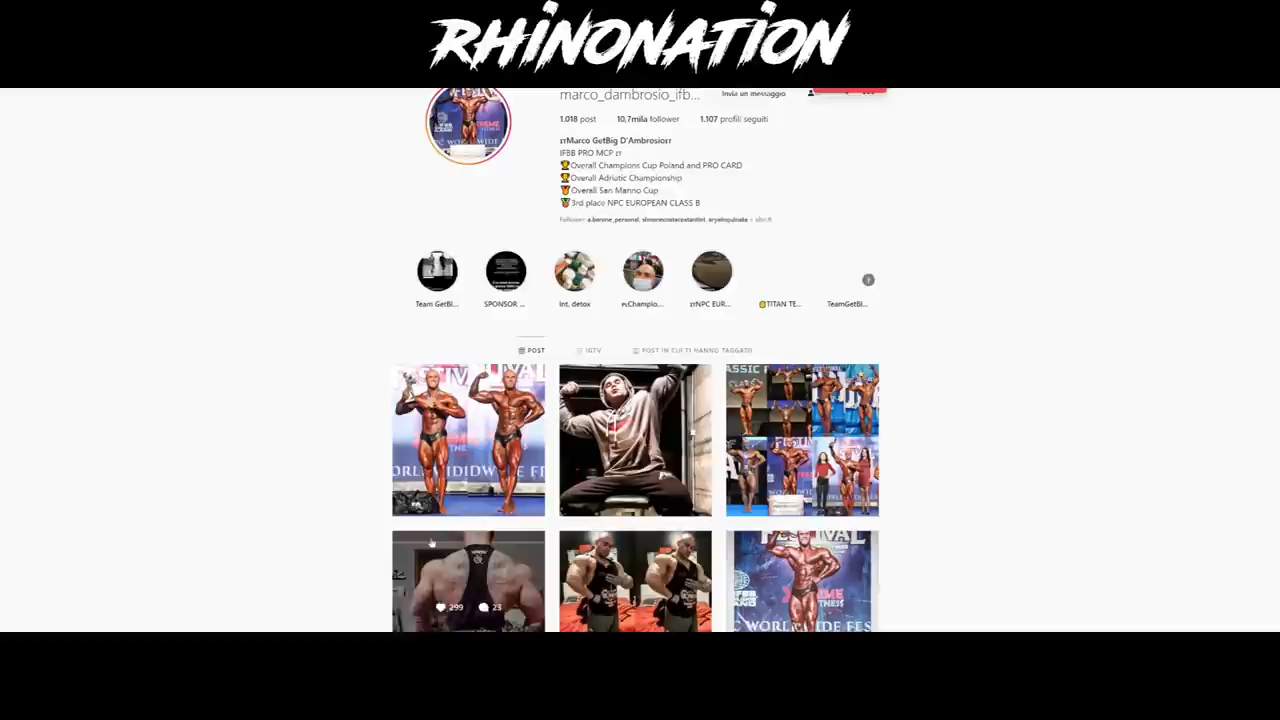 RHINONATION
marco_dambrosio_ifb...
Invia un messaggio
1.018 post 10,7mila follower 1.107 profili seguiti
Marco GetBig D'Ambrosio
IFBB PRO MCP
🏆Overall Champions Cup Poland and PRO CARD
🏆Overall Adriatic Championship
🏅Overall San Marino Cup
🏅3rd place NPC EUROPEAN CLASS B
Follower: a.barone_personal,
Team GetBi... SPONSOR ... Int. detox Champio... NPC EUR... TITAN TE... TeamGetBi...
POST IGTV POST IN CUI TI HANNO TAGGATO
299 23